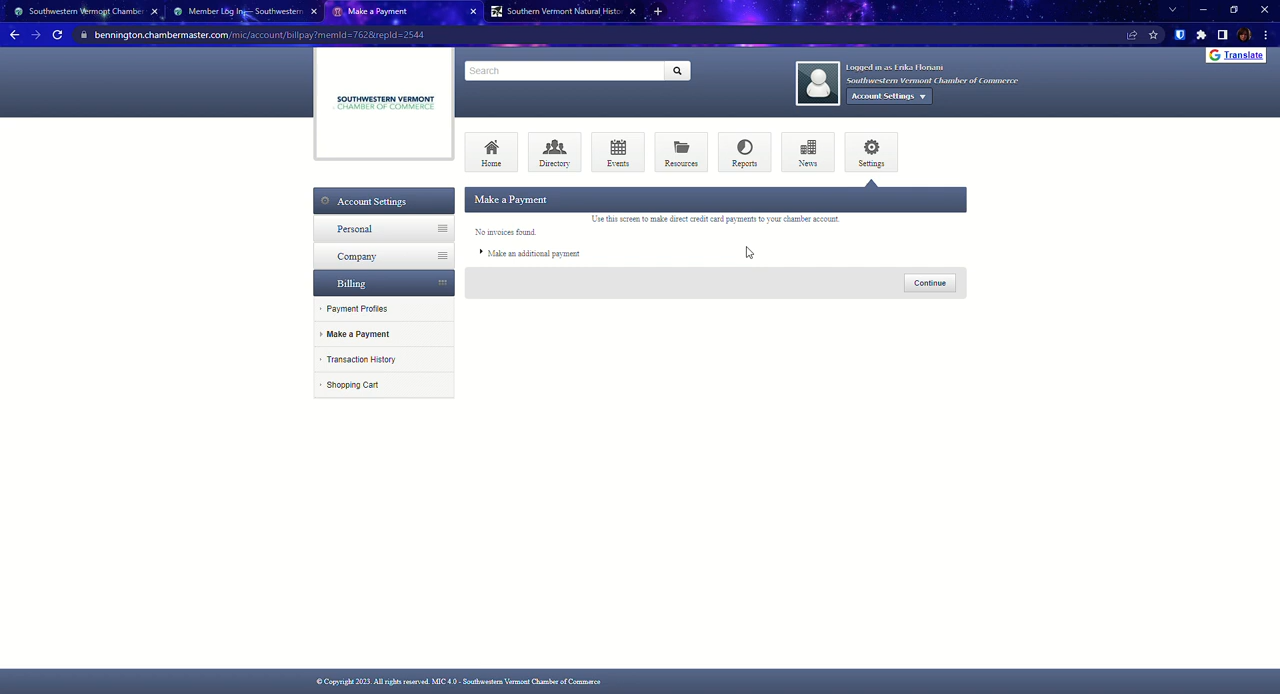 Southwestern Vermont Chamber
Member Log In — Southwestern
Make a Payment
Southern Vermont Natural Histo
bennington.chambermaster.com/mic/account/billpay?memId=762&repId=2544
Translate
SOUTHWESTERN VERMONT
CHAMBER OF COMMERCE
Search
Logged in as Erika Floriani
Southwestern Vermont Chamber of Commerce
Account Settings
Home
Directory
Events
Resources
Reports
News
Settings
Account Settings
Personal
Company
Billing
Payment Profiles
Make a Payment
Transaction History
Shopping Cart
Make a Payment
Use this screen to make direct credit card payments to your chamber account.
No invoices found.
Make an additional payment
Continue
© Copyright 2023. All rights reserved. MIC 4.0 - Southwestern Vermont Chamber of Commerce